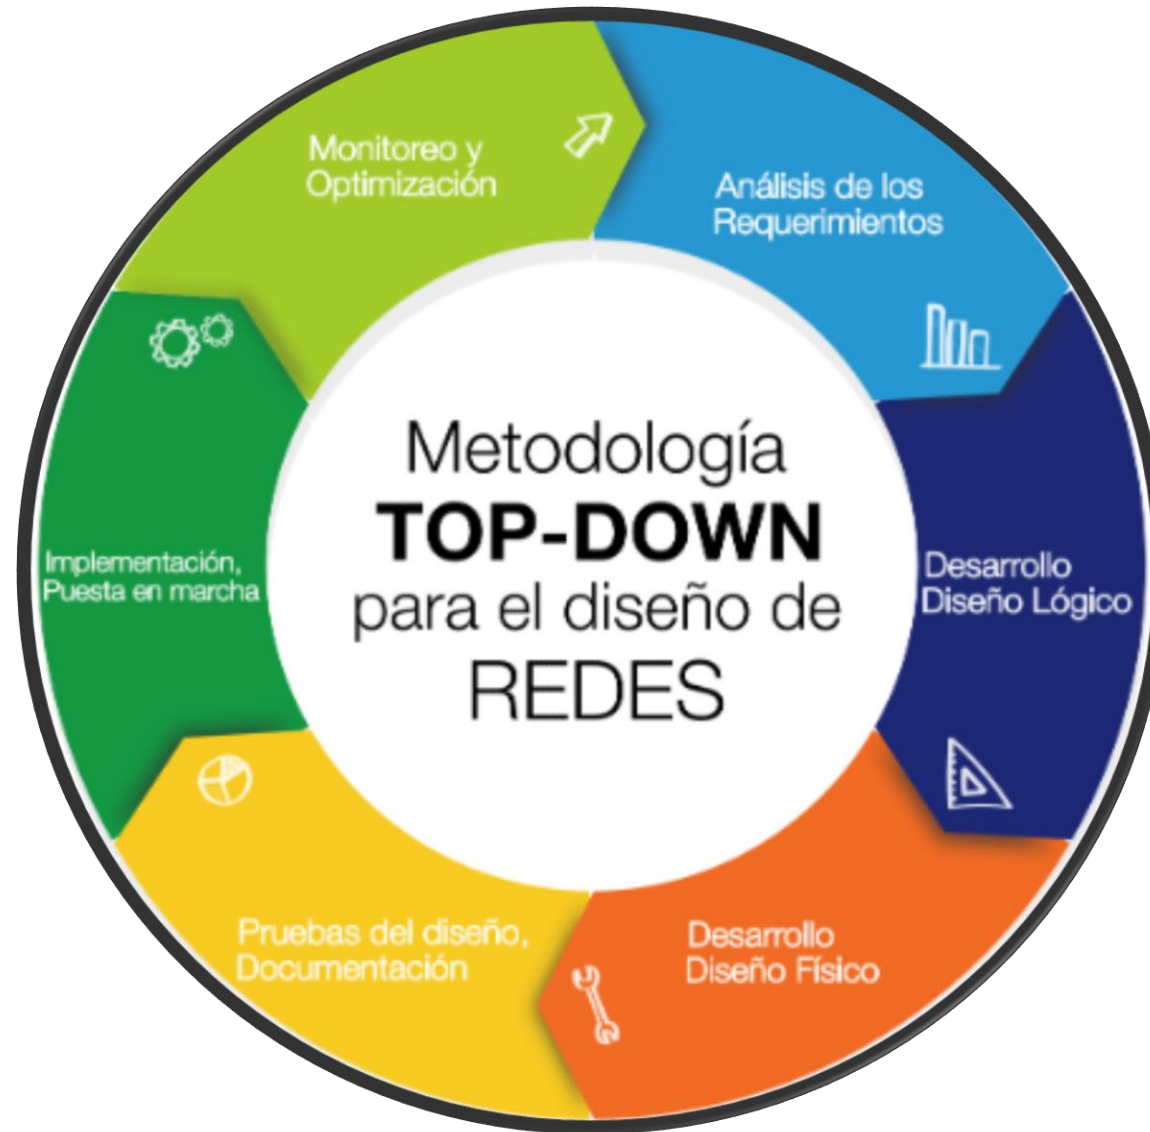 Metodología
TOP-DOWN
para el diseño de
REDES
Análisis de los
Requerimientos
Desarrollo
Diseño Lógico
Desarrollo
Diseño Físico
Pruebas del diseño,
Documentación
Implementación,
Puesta en marcha
Monitoreo y
Optimización